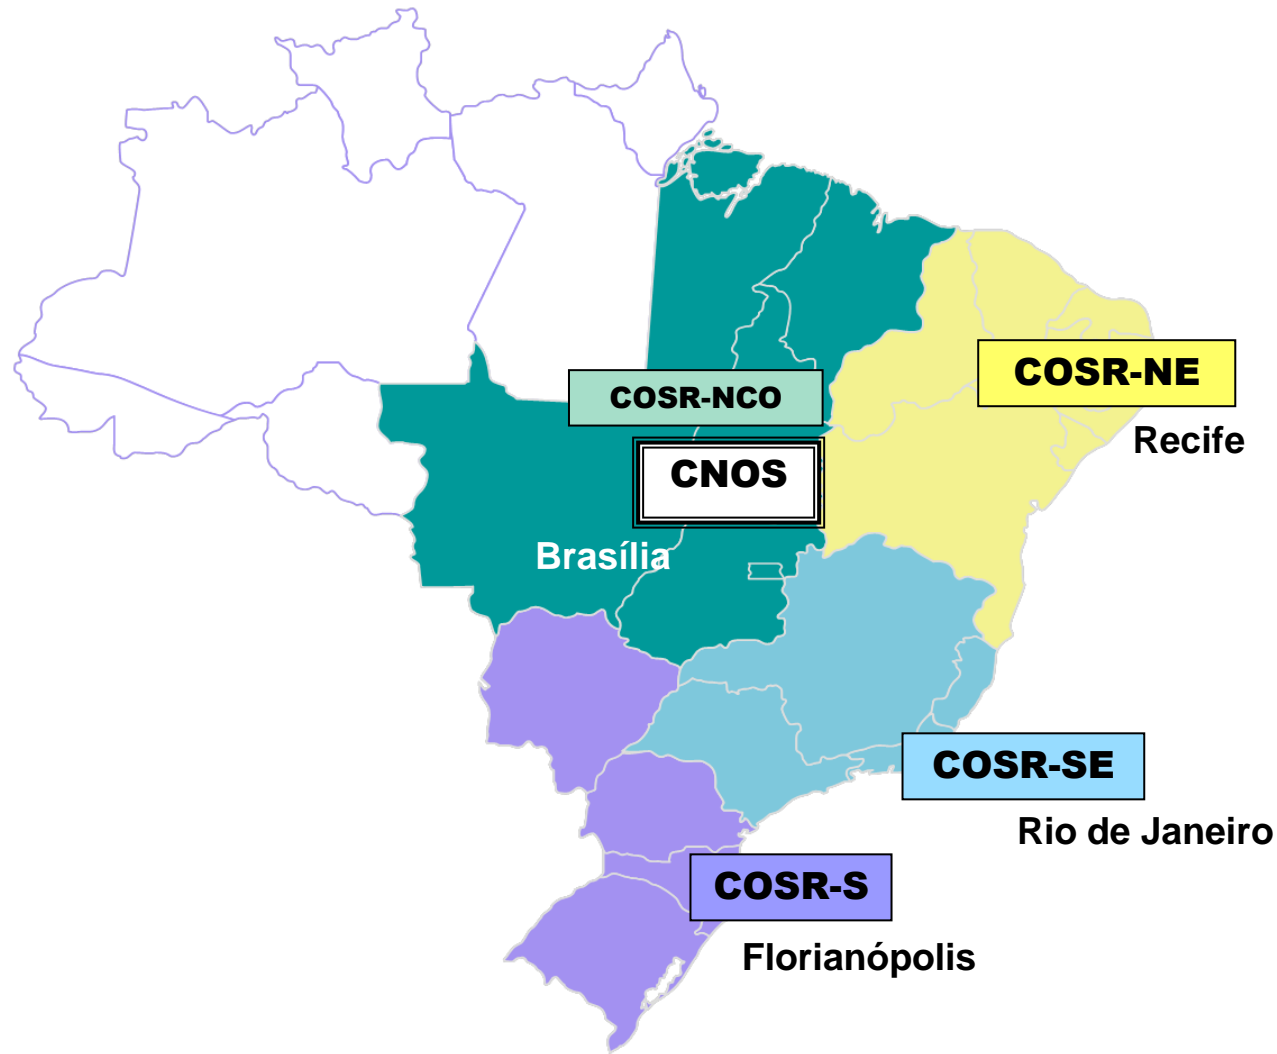 COSR-NE
Recife
COSR-NCO
CNOS
Brasília
COSR-SE
Rio de Janeiro
COSR-S
Florianópolis